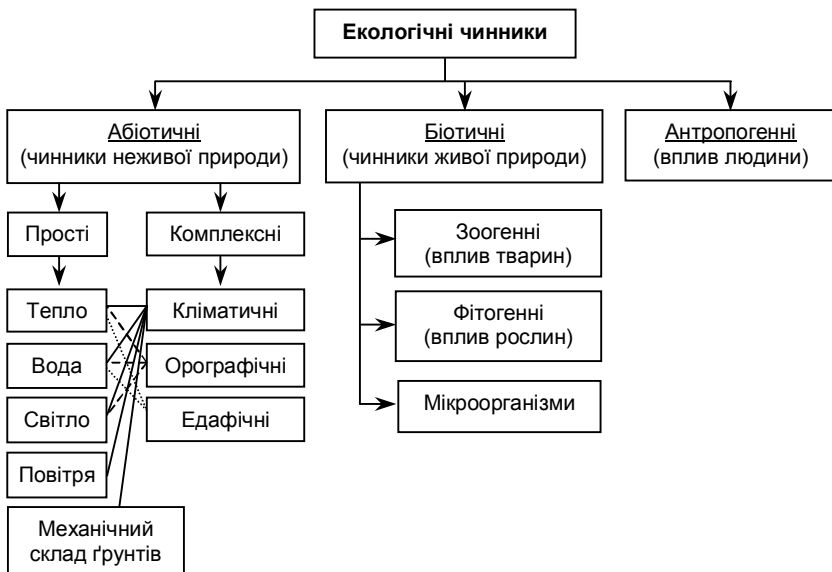 Екологічні чинники
Абіотичні
(чинники неживої природи)
Біотичні
(чинники живої природи)
Антропогенні
(вплив людини)
Прості
Комплексні
Зоогенні
(вплив тварин)
Тепло
Кліматичні
Фітогенні
(вплив рослин)
Вода
Орографічні
Світло
Едафічні
Мікроорганізми
Повітря
Механічний
склад ґрунтів